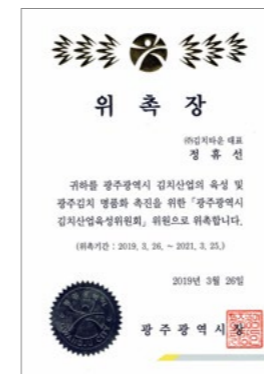 위 촉 장
㈜김치타운 대표
정 휴 선
귀하를 광주광역시 김치산업의 육성 및
광주김치 명품화 촉진을 위한 「광주광역시
김치산업육성위원회」 위원으로 위촉합니다.
(위촉기간 : 2019. 3. 26. ~ 2021. 3. 25.)
2019년 3월 26일
광 주 광 역 시 장